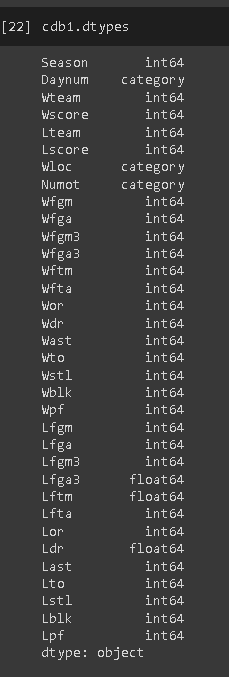 [22] cdb1.dtypes
Season int64
Daynum category
Wteam int64
Wscore int64
Lteam int64
Lscore int64
Wloc category
Numot category
Wfgm int64
Wfga int64
Wfgm3 int64
Wfga3 int64
Wftm int64
Wfta int64
Wor int64
Wdr int64
Wast int64
Wto int64
Wstl int64
Wblk int64
Wpf int64
Lfgm int64
Lfga int64
Lfgm3 int64
Lfga3 float64
Lftm float64
Lfta int64
Lor int64
Ldr float64
Last int64
Lto int64
Lstl int64
Lblk int64
Lpf int64
dtype: object